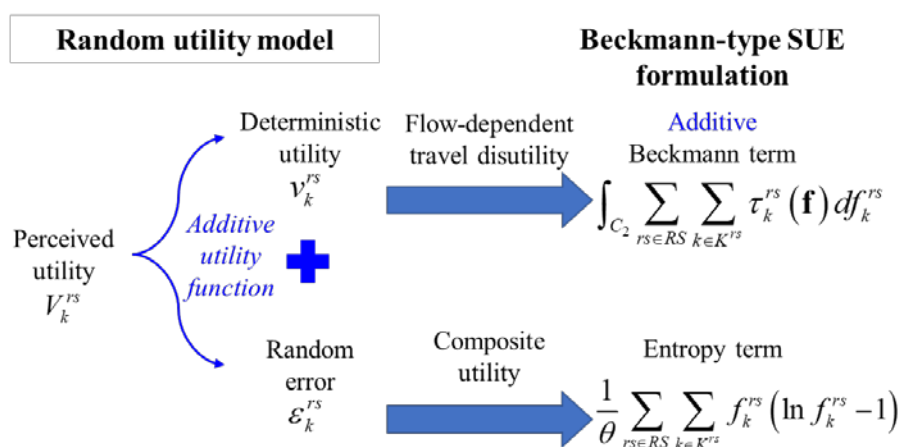 Random utility model
Beckmann-type SUE
formulation
Deterministic
utility
v_k^{rs}
Flow-dependent
travel disutility
Additive
Beckmann term
∫_{C_2} ∑_{rs∈RS} ∑_{k∈K^{rs}} τ_k^{rs} (𝐟) df_k^{rs}
Perceived
utility
V_k^{rs}
Additive
utility
function
Random
error
ε_k^{rs}
Composite
utility
Entropy term
\frac{1}{θ} ∑_{rs∈RS} ∑_{k∈K^{rs}} f_k^{rs} (ln f_k^{rs} − 1)